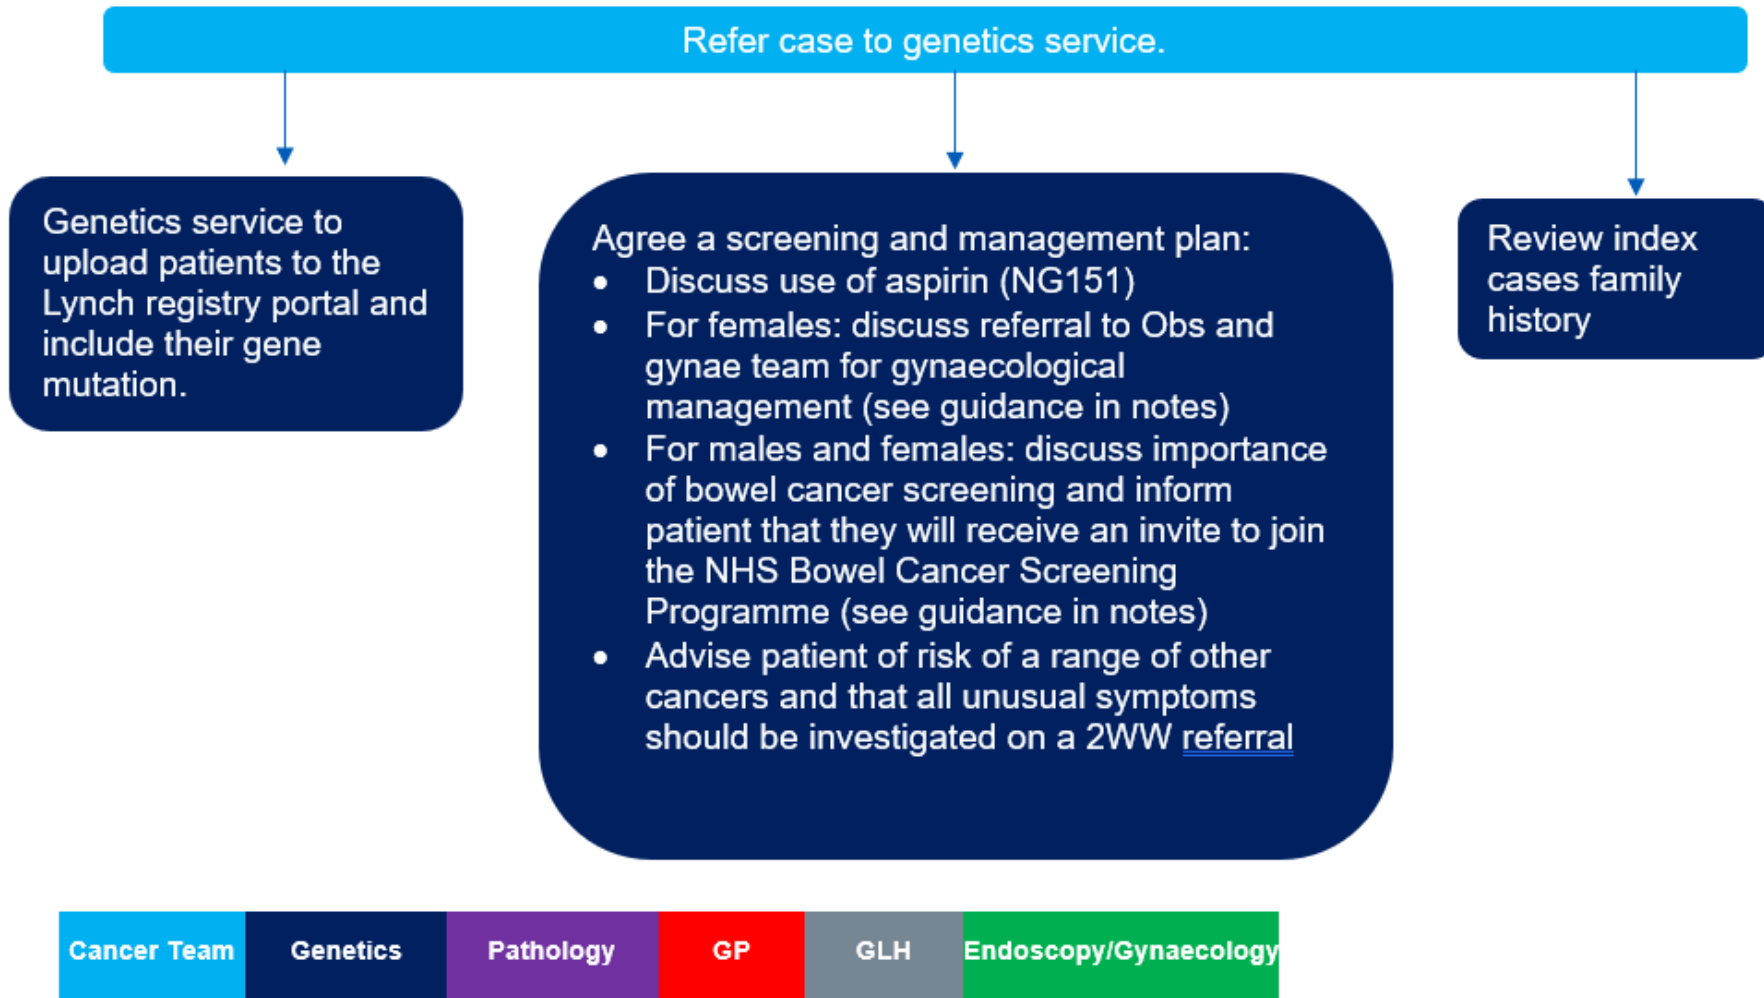 Refer case to genetics service.
Genetics service to
upload patients to the
Lynch registry portal and
include their gene
mutation.
Agree a screening and management plan:
• Discuss use of aspirin (NG151)
• For females: discuss referral to Obs and
gynae team for gynaecological
management (see guidance in notes)
• For males and females: discuss importance
of bowel cancer screening and inform
patient that they will receive an invite to join
the NHS Bowel Cancer Screening
Programme (see guidance in notes)
• Advise patient of risk of a range of other
cancers and that all unusual symptoms
should be investigated on a 2WW referral
Review index
cases family
history
Cancer Team Genetics Pathology GP GLH Endoscopy/Gynaecology